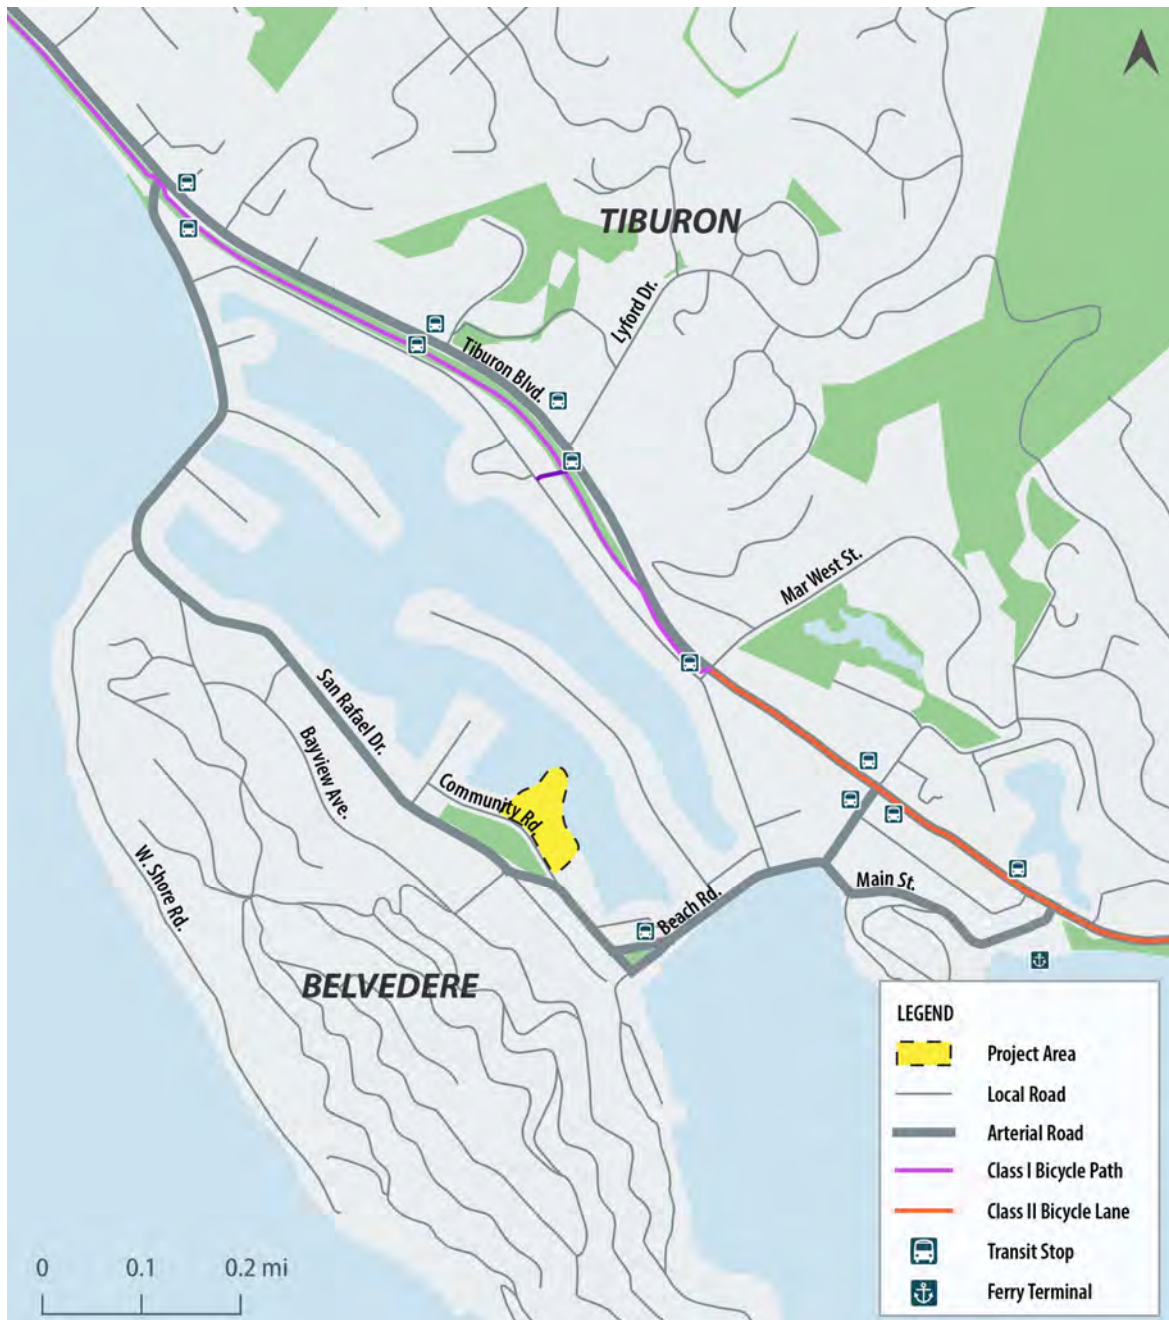 TIBURON
Lyford Dr.
Tiburon Blvd.
Mar West St.
San Rafael Dr.
Bayview Ave.
Community Rd.
W. Shore Rd.
Main St.
Beach Rd.
BELVEDERE
LEGEND
Project Area
Local Road
Arterial Road
Class I Bicycle Path
Class II Bicycle Lane
Transit Stop
Ferry Terminal
0 0.1 0.2 mi